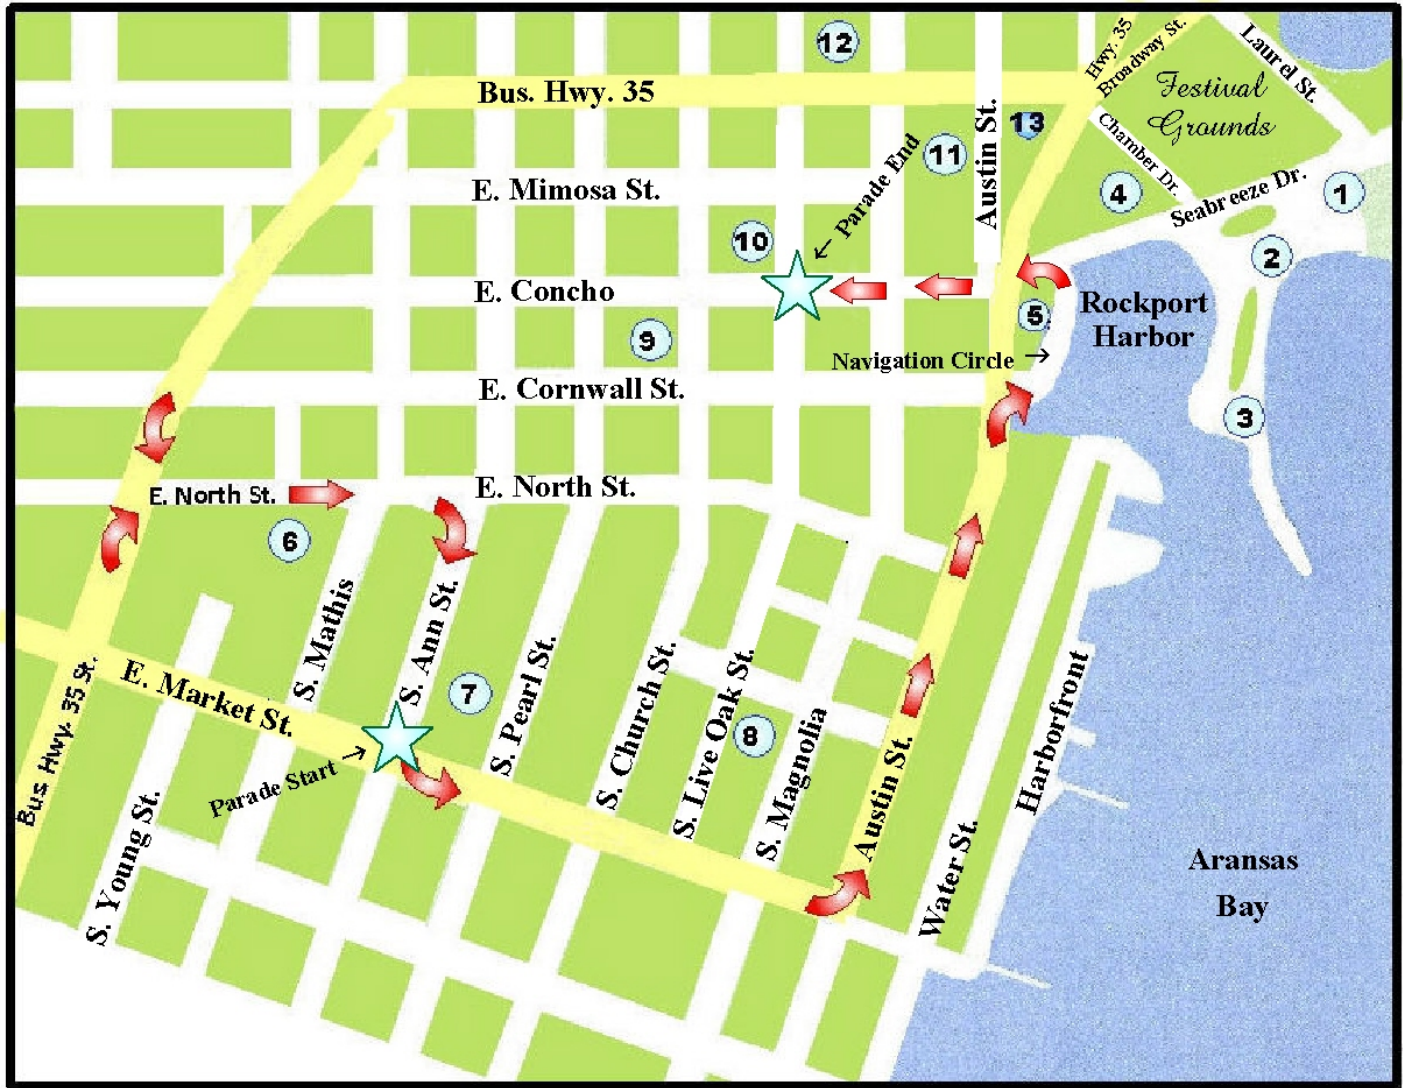 12
Hwy. 35
Broadway St.
Laurel St.
Festival
Grounds
Bus. Hwy. 35
13
Austin St.
Chamber Dr.
11
Parade End
E. Mimosa St.
4
Seabreeze Dr.
1
10
2
E. Concho
Rockport
Harbor
5
9
Navigation Circle →
E. Cornwall St.
3
E. North St.
E. North St.
6
S. Mathis
S. Ann St.
7
S. Pearl St.
S. Church St.
S. Live Oak St.
8
S. Magnolia
Austin St.
Harborfront
Water St.
E. Market St.
Bus Hwy. 35 St.
Parade Start →
S. Young St.
Aransas
Bay